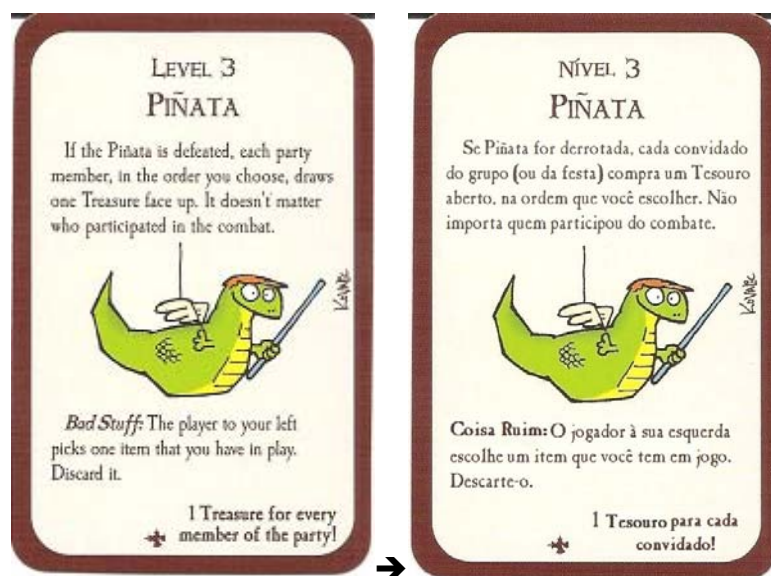 LEVEL 3
PIÑATA
If the Piñata is defeated, each party
member, in the order you choose, draws
one Treasure face up. It doesn't matter
who participated in the combat.
KOVALIC
Bad Stuff: The player to your left
picks one item that you have in play.
Discard it.
1 Treasure for every
member of the party!
NÍVEL 3
PIÑATA
Se Piñata for derrotada, cada convidado
do grupo (ou da festa) compra um Tesouro
aberto, na ordem que você escolher. Não
importa quem participou do combate.
KOVALIC
Coisa Ruim: O jogador à sua esquerda
escolhe um item que você tem em jogo.
Descarte-o.
1 Tesouro para cada
convidado!